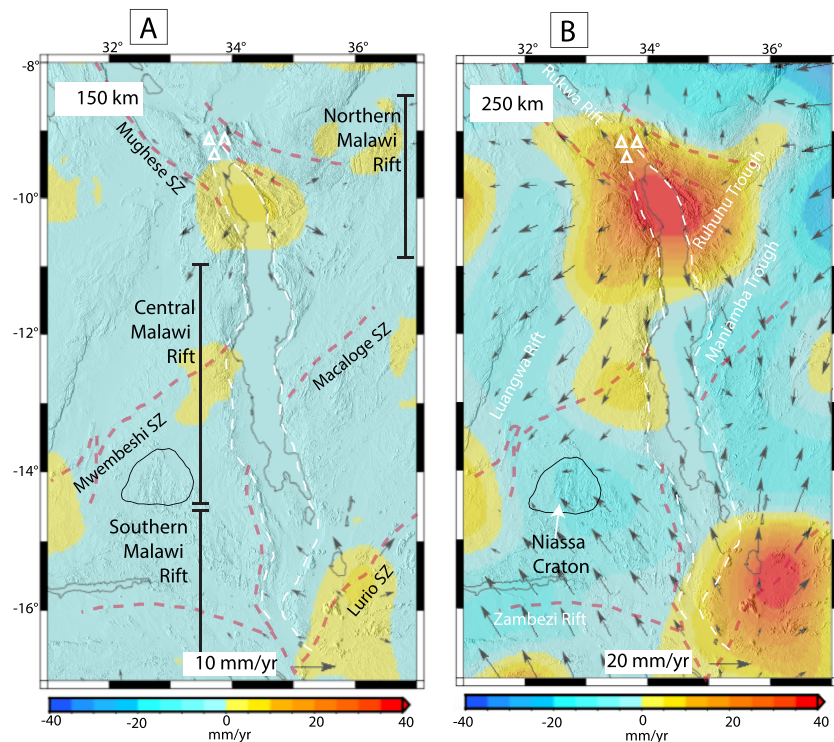 A
32°
34°
36°
-8°
-10°
-12°
-14°
-16°
150 km
Northern
Malawi
Rift
Mughese SZ
Central
Malawi
Rift
Macaloge SZ
Mwembeshi SZ
Southern
Malawi
Rift
Lurio SZ
10 mm/yr
-40
-20
0
20
40
mm/yr
B
32°
34°
36°
250 km
Rukwa Rift
Ruhuhu Trough
Maniamba Trough
Luangwa Rift
Niassa
Craton
Zambezi Rift
20 mm/yr
-40
-20
0
20
40
mm/yr